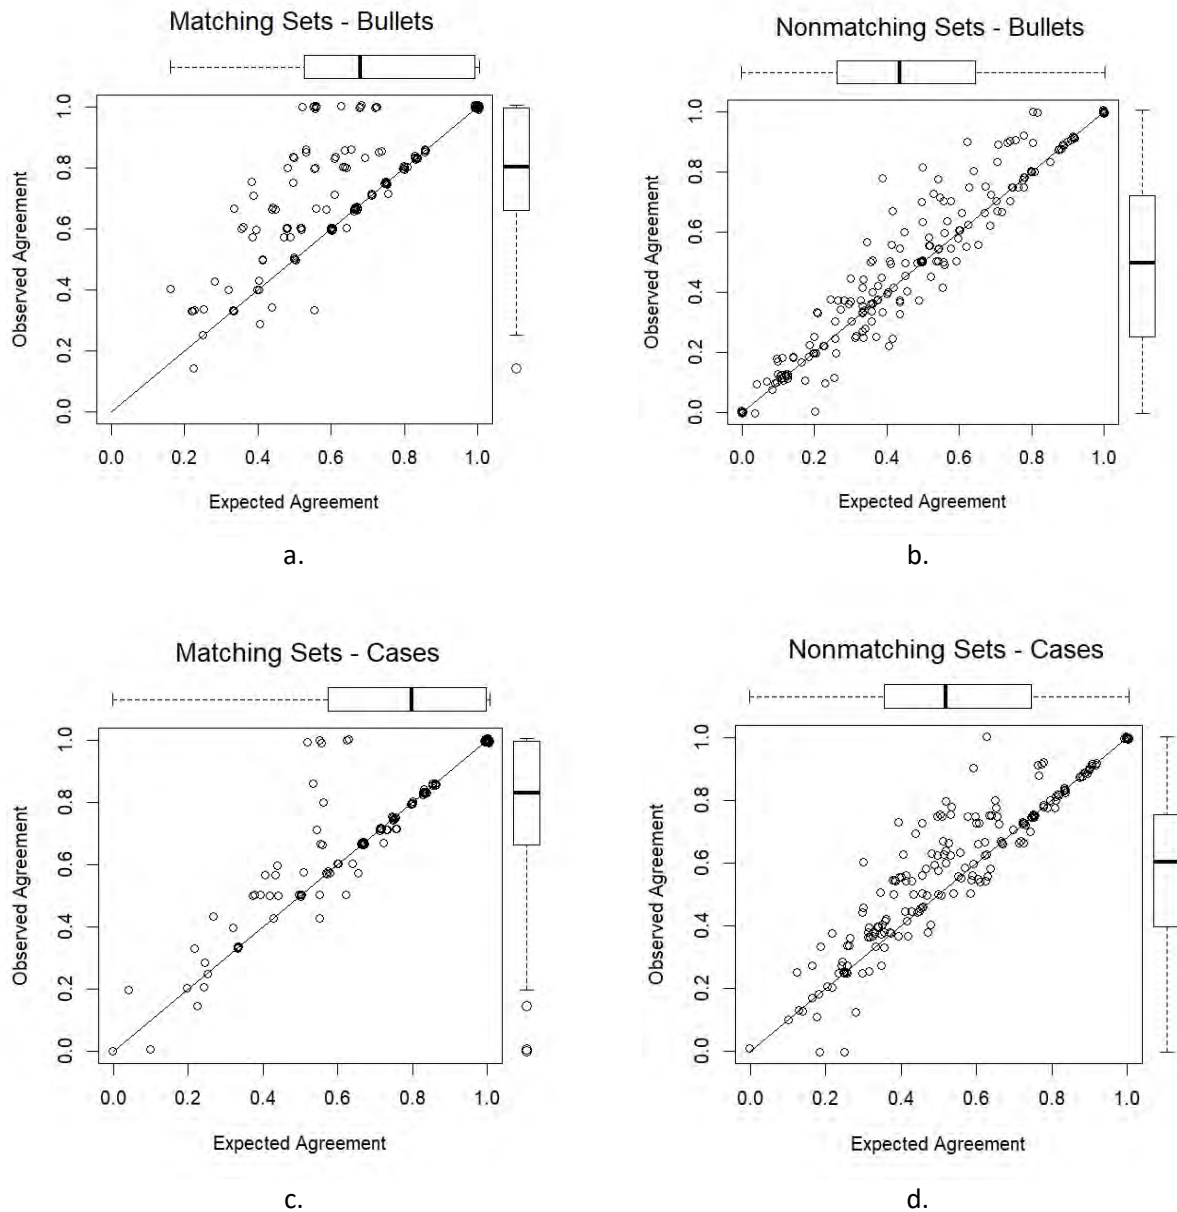 Matching Sets - Bullets
Observed Agreement
1.0
0.8
0.6
0.4
0.2
0.0
0.0 0.2 0.4 0.6 0.8 1.0
Expected Agreement
a.
Nonmatching Sets - Bullets
Observed Agreement
1.0
0.8
0.6
0.4
0.2
0.0
0.0 0.2 0.4 0.6 0.8 1.0
Expected Agreement
b.
Matching Sets - Cases
Observed Agreement
1.0
0.8
0.6
0.4
0.2
0.0
0.0 0.2 0.4 0.6 0.8 1.0
Expected Agreement
c.
Nonmatching Sets - Cases
Observed Agreement
1.0
0.8
0.6
0.4
0.2
0.0
0.0 0.2 0.4 0.6 0.8 1.0
Expected Agreement
d.